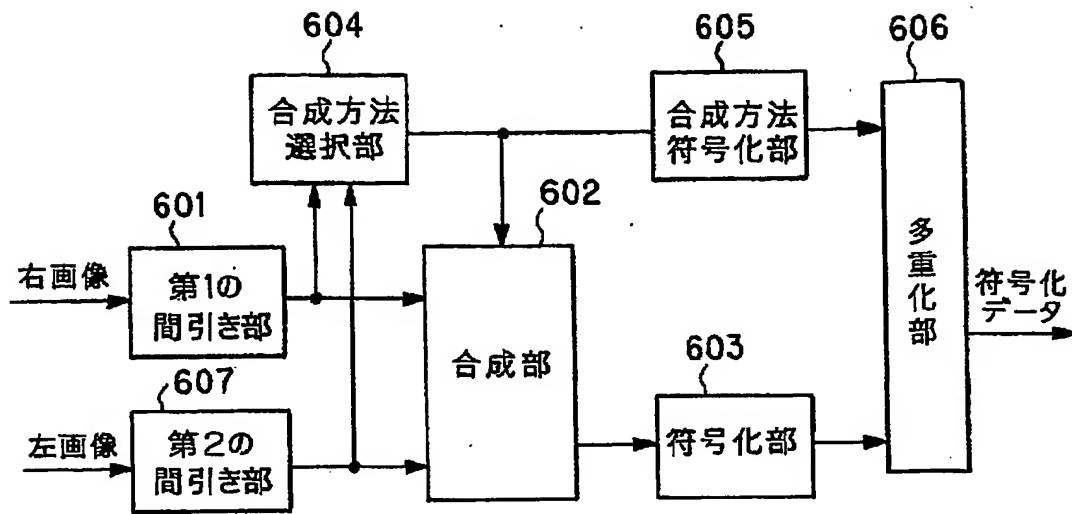 604
合成方法
選択部
605
合成方法
符号化部
606
多重化部
601
右画像
第1の
間引き部
602
合成部
符号化
データ
607
左画像
第2の
間引き部
603
符号化部